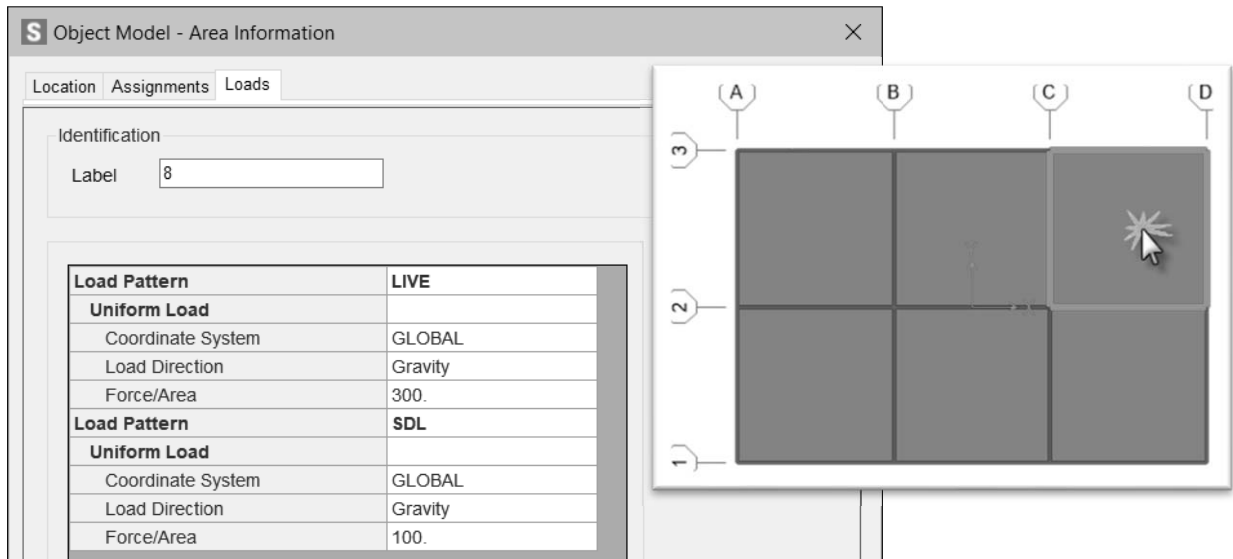 S Object Model - Area Information
Location Assignments Loads
Identification
Label 8
Load Pattern LIVE
Uniform Load
Coordinate System GLOBAL
Load Direction Gravity
Force/Area 300.
Load Pattern SDL
Uniform Load
Coordinate System GLOBAL
Load Direction Gravity
Force/Area 100.
A B C D
3
2
1